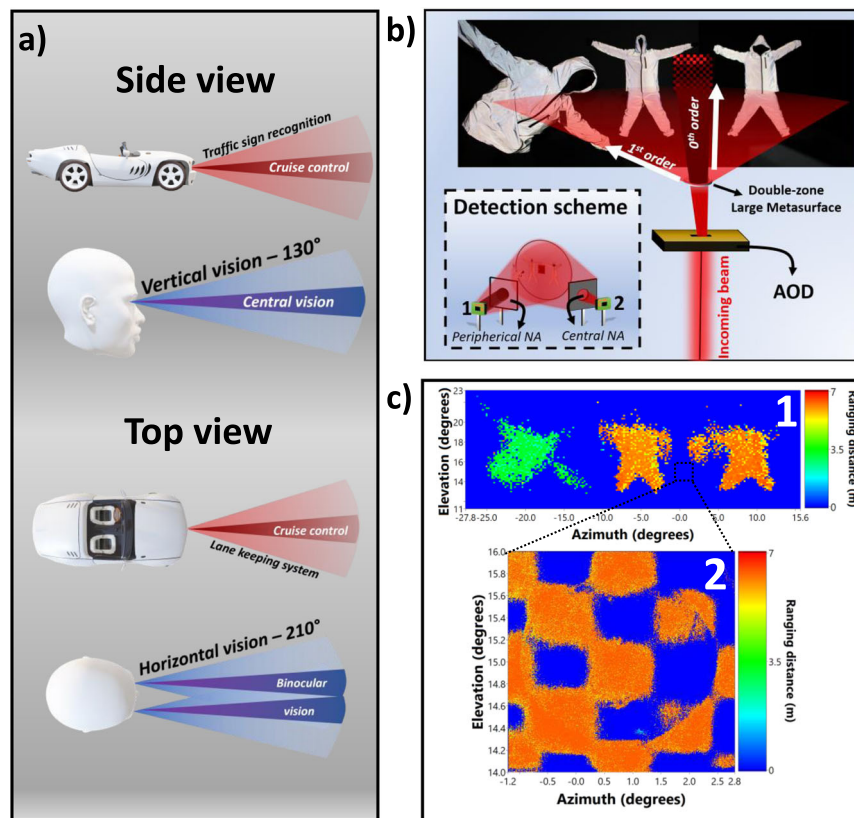 a)
Side view
Traffic sign recognition
Cruise control
Vertical vision – 130°
Central vision
Top view
Cruise control
Lane keeping system
Horizontal vision – 210°
Binocular
vision
b)
1st order
0th order
Double-zone
Large Metasurface
Detection scheme
1
2
Peripherical NA
Central NA
AOD
Incoming beam
c)
1
Elevation (degrees)
23
20
18
16
14
11
-27.8 -25.0 -20.0 -15.0 -10.0 -5.0 -0.0 5.0 10.0 15.6
Azimuth (degrees)
7
3.5
0
Ranging distance (m)
2
Elevation (degrees)
16.0
15.8
15.6
15.4
15.2
15.0
14.8
14.6
14.4
14.2
14.0
-1.2 -0.5 -0.0 0.5 1.0 1.5 2.0 2.5 2.8
Azimuth (degrees)
7
3.5
0
Ranging distance (m)